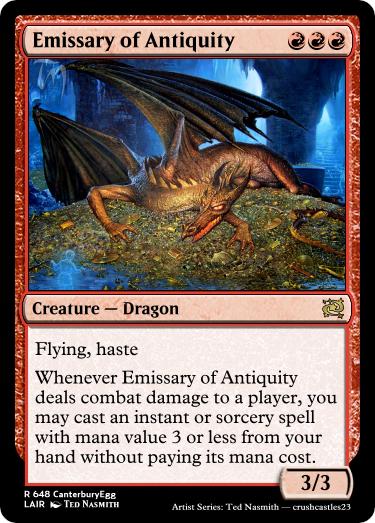 Emissary of Antiquity
Creature — Dragon
Flying, haste
Whenever Emissary of Antiquity
deals combat damage to a player, you
may cast an instant or sorcery spell
with mana value 3 or less from your
hand without paying its mana cost.
3/3
R 648 CanterburyEgg
LAIR Ted Nasmith
Artist Series: Ted Nasmith — crushcastles23